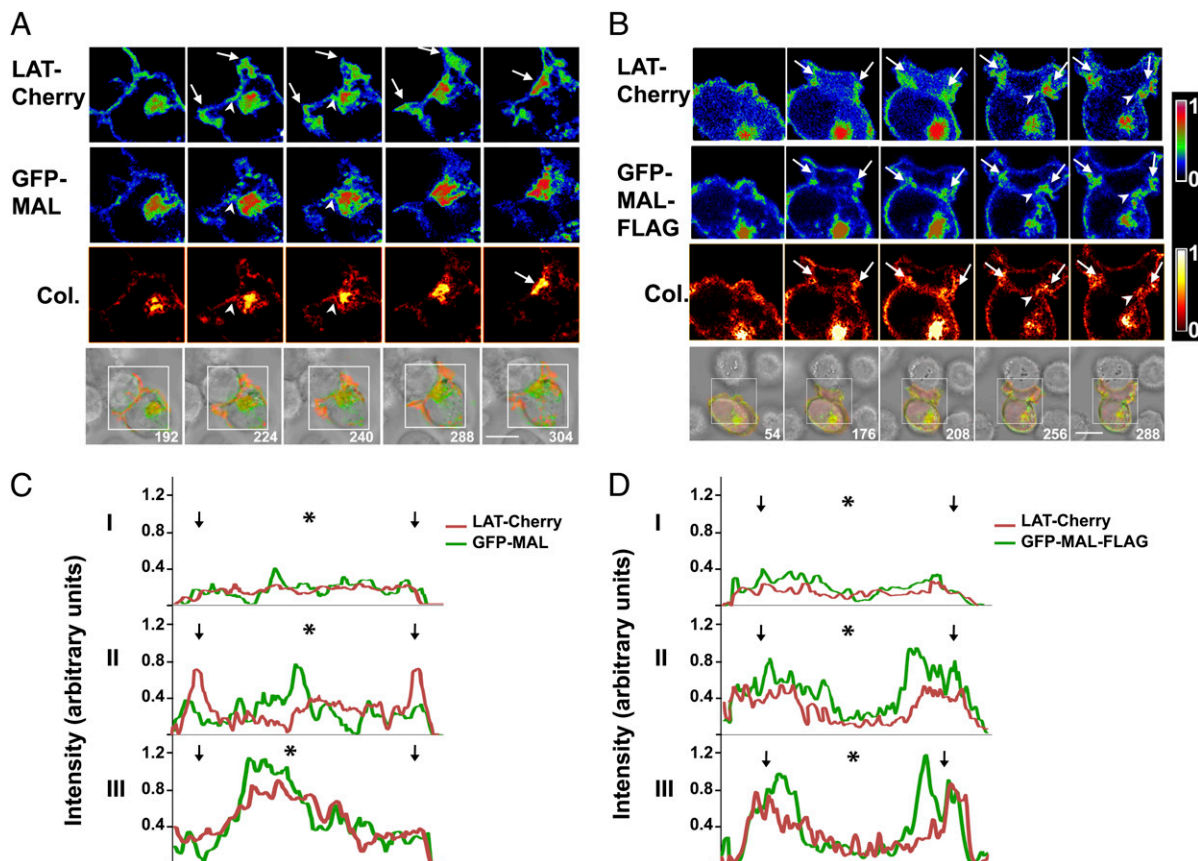 A
B
LAT-
Cherry
GFP-
MAL
Col.
192
224
240
288
304
LAT-
Cherry
GFP-
MAL-
FLAG
Col.
54
176
208
256
288
1
0
1
0
C
Intensity (arbitrary units)
I
1.2
0.8
0.4
*
LAT-Cherry
GFP-MAL
II
1.2
0.8
0.4
*
III
1.2
0.8
0.4
*
D
Intensity (arbitrary units)
I
1.2
0.8
0.4
*
LAT-Cherry
GFP-MAL-FLAG
II
1.2
0.8
0.4
*
III
1.2
0.8
0.4
*